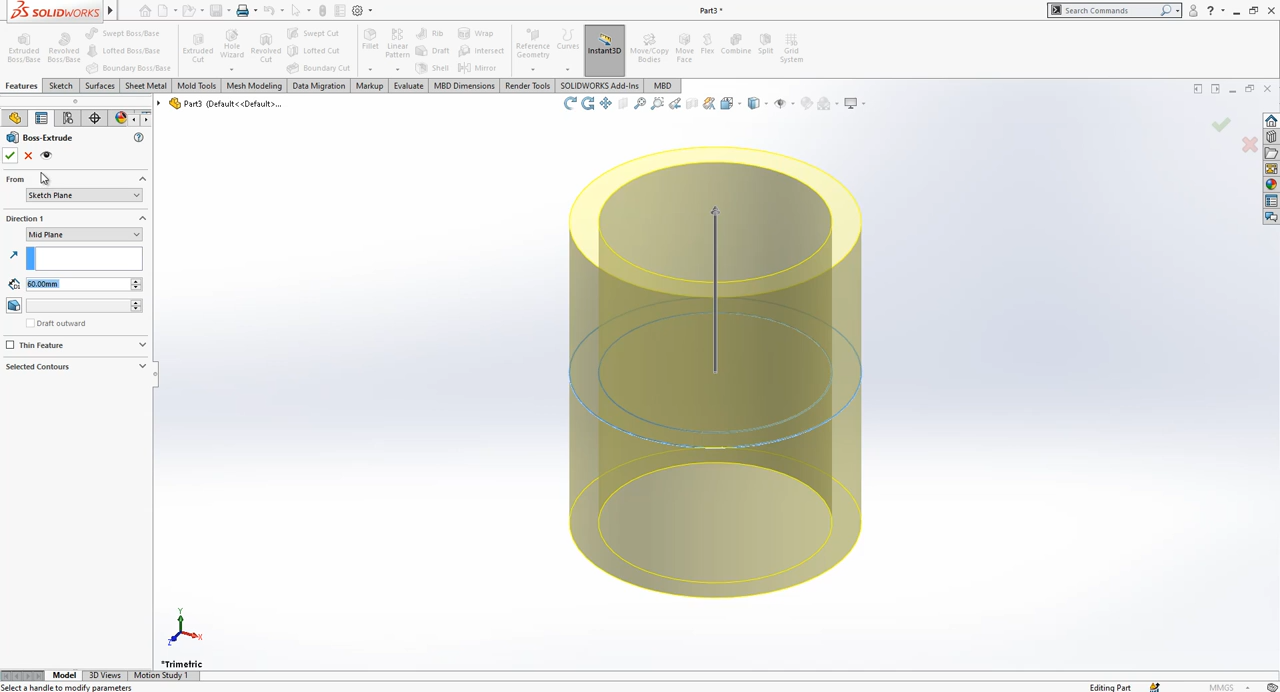 SOLIDWORKS
Part3 *
Search Commands
Extruded Boss/Base
Revolved Boss/Base
Swept Boss/Base
Lofted Boss/Base
Boundary Boss/Base
Extruded Cut
Hole Wizard
Revolved Cut
Swept Cut
Lofted Cut
Boundary Cut
Fillet
Linear Pattern
Rib
Draft
Shell
Wrap
Intersect
Mirror
Reference Geometry
Curves
Instant3D
Move/Copy Bodies
Move Face
Flex
Combine
Split
Grid System
Features
Sketch
Surfaces
Sheet Metal
Mold Tools
Mesh Modeling
Data Migration
Markup
Evaluate
MBD Dimensions
Render Tools
SOLIDWORKS Add-Ins
MBD
Part3 (Default<<Default>...
Boss-Extrude
From
Sketch Plane
Direction 1
Mid Plane
60.00mm
Draft outward
Thin Feature
Selected Contours
Y
X
Z
*Trimetric
Model
3D Views
Motion Study 1
Select a handle to modify parameters
Editing Part
MMGS